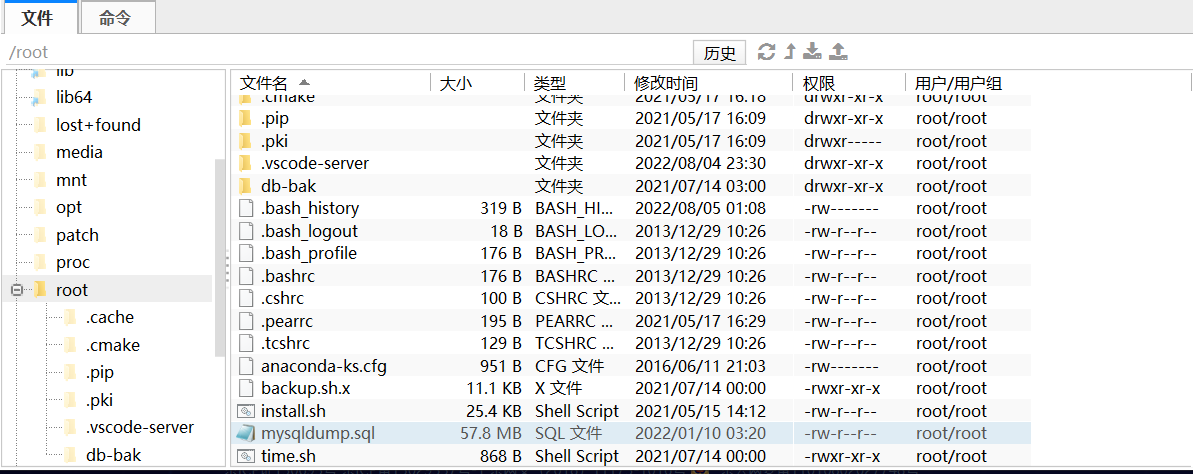 文件 命令
/root 历史
文件名 大小 类型 修改时间 权限 用户/用户组
lib
lib64
lost+found
media
mnt
opt
patch
proc
root
.cache
.cmake
.pip
.pki
.vscode-server
db-bak
.cmake 文件夹 2021/05/17 16:18 drwxr-xr-x root/root
.pip 文件夹 2021/05/17 16:09 drwxr-xr-x root/root
.pki 文件夹 2021/05/17 16:09 drwxr----- root/root
.vscode-server 文件夹 2022/08/04 23:30 drwxr-xr-x root/root
db-bak 文件夹 2021/07/14 03:00 drwxr-xr-x root/root
.bash_history 319 B BASH_HI... 2022/08/05 01:08 -rw------- root/root
.bash_logout 18 B BASH_LO... 2013/12/29 10:26 -rw-r--r-- root/root
.bash_profile 176 B BASH_PR... 2013/12/29 10:26 -rw-r--r-- root/root
.bashrc 176 B BASHRC ... 2013/12/29 10:26 -rw-r--r-- root/root
.cshrc 100 B CSHRC 文... 2013/12/29 10:26 -rw-r--r-- root/root
.pearrc 195 B PEARRC ... 2021/05/17 16:29 -rw-r--r-- root/root
.tcshrc 129 B TCSHRC ... 2013/12/29 10:26 -rw-r--r-- root/root
anaconda-ks.cfg 951 B CFG 文件 2016/06/11 21:03 -rw------- root/root
backup.sh.x 11.1 KB X 文件 2021/07/14 00:00 -rwxr-xr-x root/root
install.sh 25.4 KB Shell Script 2021/05/15 14:12 -rw-r--r-- root/root
mysqldump.sql 57.8 MB SQL 文件 2022/01/10 03:20 -rw-r--r-- root/root
time.sh 868 B Shell Script 2021/07/14 00:00 -rwxr-xr-x root/root